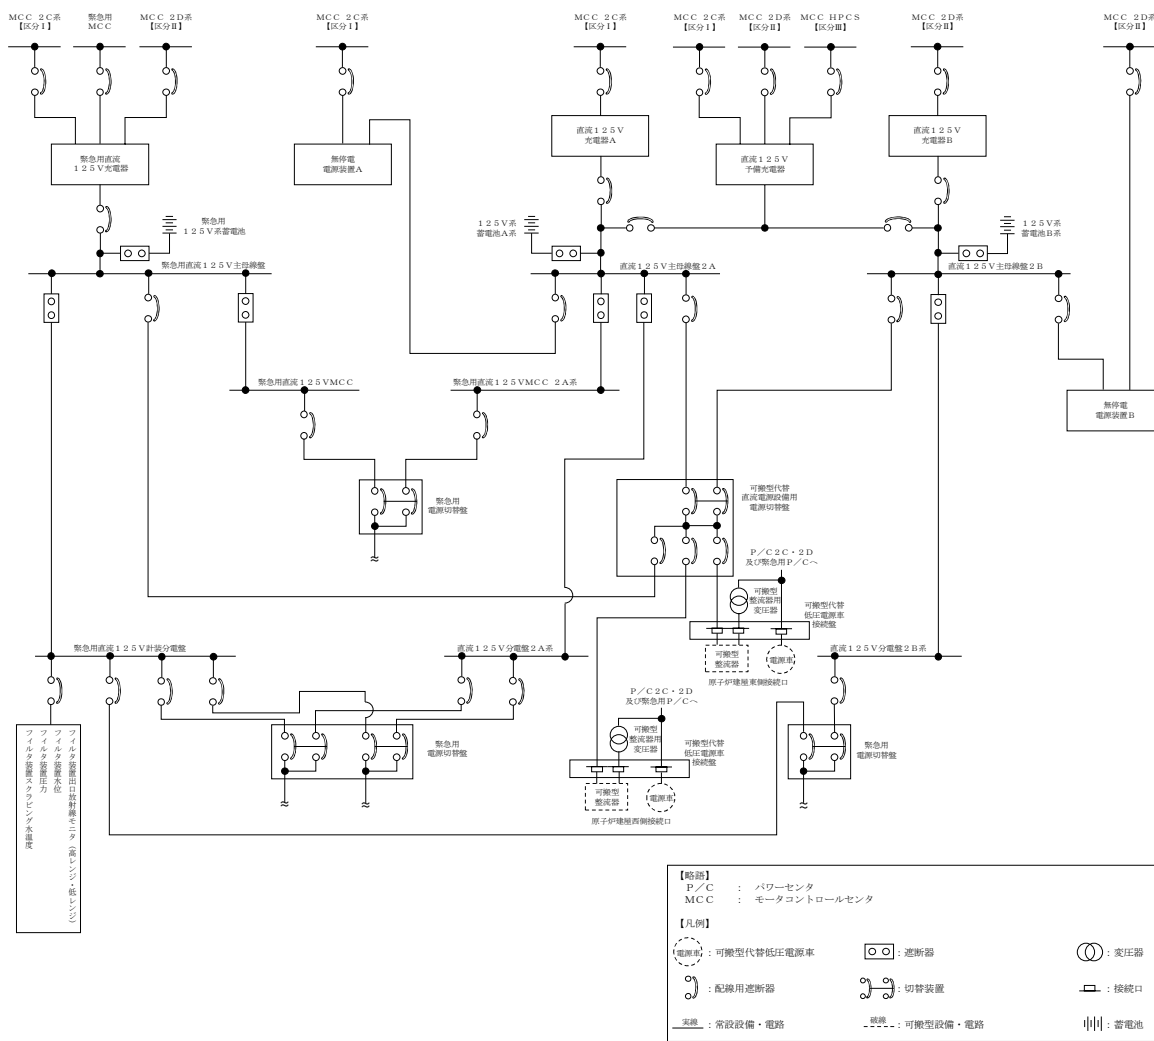 MCC 2C系
【区分Ⅰ】
緊急用
MCC
MCC 2D系
【区分Ⅱ】
MCC 2C系
【区分Ⅰ】
MCC 2C系
【区分Ⅰ】
MCC 2C系
【区分Ⅰ】
MCC 2D系
【区分Ⅱ】
MCC HPCS
【区分Ⅲ】
MCC 2D系
【区分Ⅱ】
MCC 2D系
【区分Ⅱ】
緊急用直流
125V充電器
無停電
電源装置A
直流125V
充電器A
直流125V
予備充電器
直流125V
充電器B
緊急用
125V系蓄電池
125V系
蓄電池A系
125V系
蓄電池B系
緊急用直流125V主母線盤
直流125V主母線盤2A
直流125V主母線盤2B
緊急用直流125VMCC
緊急用直流125VMCC 2A系
無停電
電源装置B
緊急用
電源切替盤
可搬型代替
直流電源設備用
電源切替盤
P/C2C・2D
及び緊急用P/Cへ
可搬型
整流器用
変圧器
可搬型代替
低圧電源車
接続盤
可搬型
整流器
電源車
原子炉建屋東側接続口
緊急用直流125V計装分電盤
直流125V分電盤2A系
直流125V分電盤2B系
P/C2C・2D
及び緊急用P/Cへ
可搬型
整流器用
変圧器
可搬型代替
低圧電源車
接続盤
可搬型
整流器
電源車
原子炉建屋西側接続口
緊急用
電源切替盤
緊急用
電源切替盤
フィルタ装置出口放射線モニタ（高レンジ・低レンジ）
フィルタ装置水位
フィルタ装置圧力
フィルタ装置スクラビング水温度
【略語】
P/C : パワーセンタ
MCC : モータコントロールセンタ
【凡例】
電源車 : 可搬型代替低圧電源車
: 遮断器
: 変圧器
: 配線用遮断器
: 切替装置
: 接続口
実線 : 常設設備・電路
破線 : 可搬型設備・電路
: 蓄電池